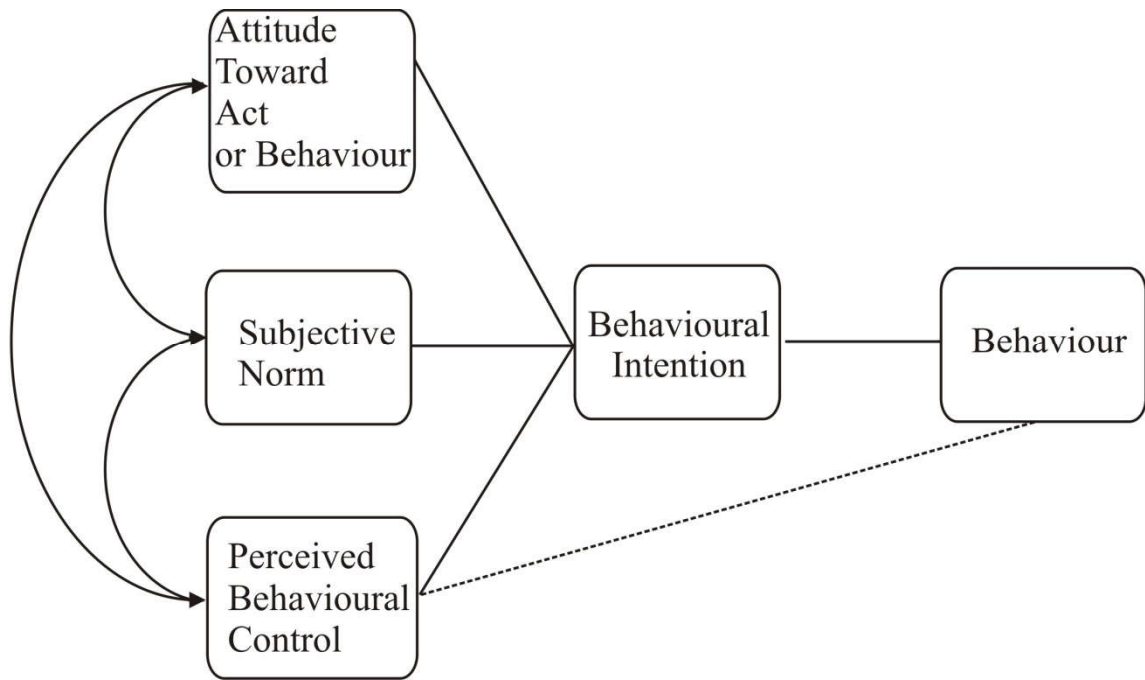 Attitude
Toward
Act
or Behaviour
Subjective
Norm
Behavioural
Intention
Behaviour
Perceived
Behavioural
Control